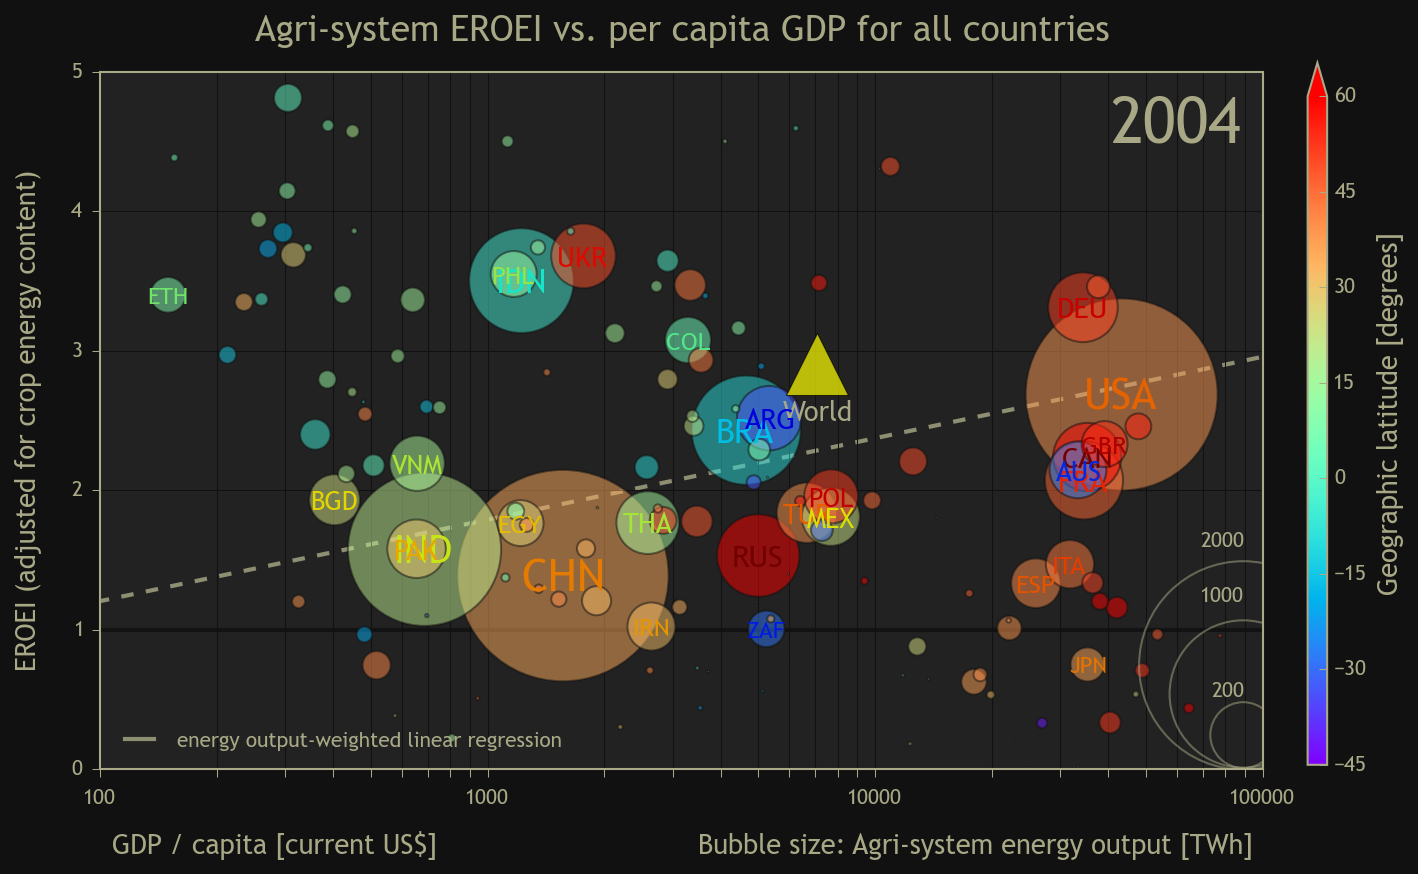 Agri-system EROEI vs. per capita GDP for all countries
2004
EROEI (adjusted for crop energy content)
5
4
3
2
1
0
100
1000
10000
100000
GDP / capita [current US$]
Bubble size: Agri-system energy output [TWh]
energy output-weighted linear regression
ETH
PHL
IDN
UKR
COL
DEU
USA
World
ARG
BRA
GBR
CAN
AUS
FRA
VNM
BGD
POL
MEX
EGY
THA
IND
PAK
CHN
RUS
ITA
ESP
IRN
ZAF
JPN
2000
1000
200
60
45
30
15
0
−15
−30
−45
Geographic latitude [degrees]